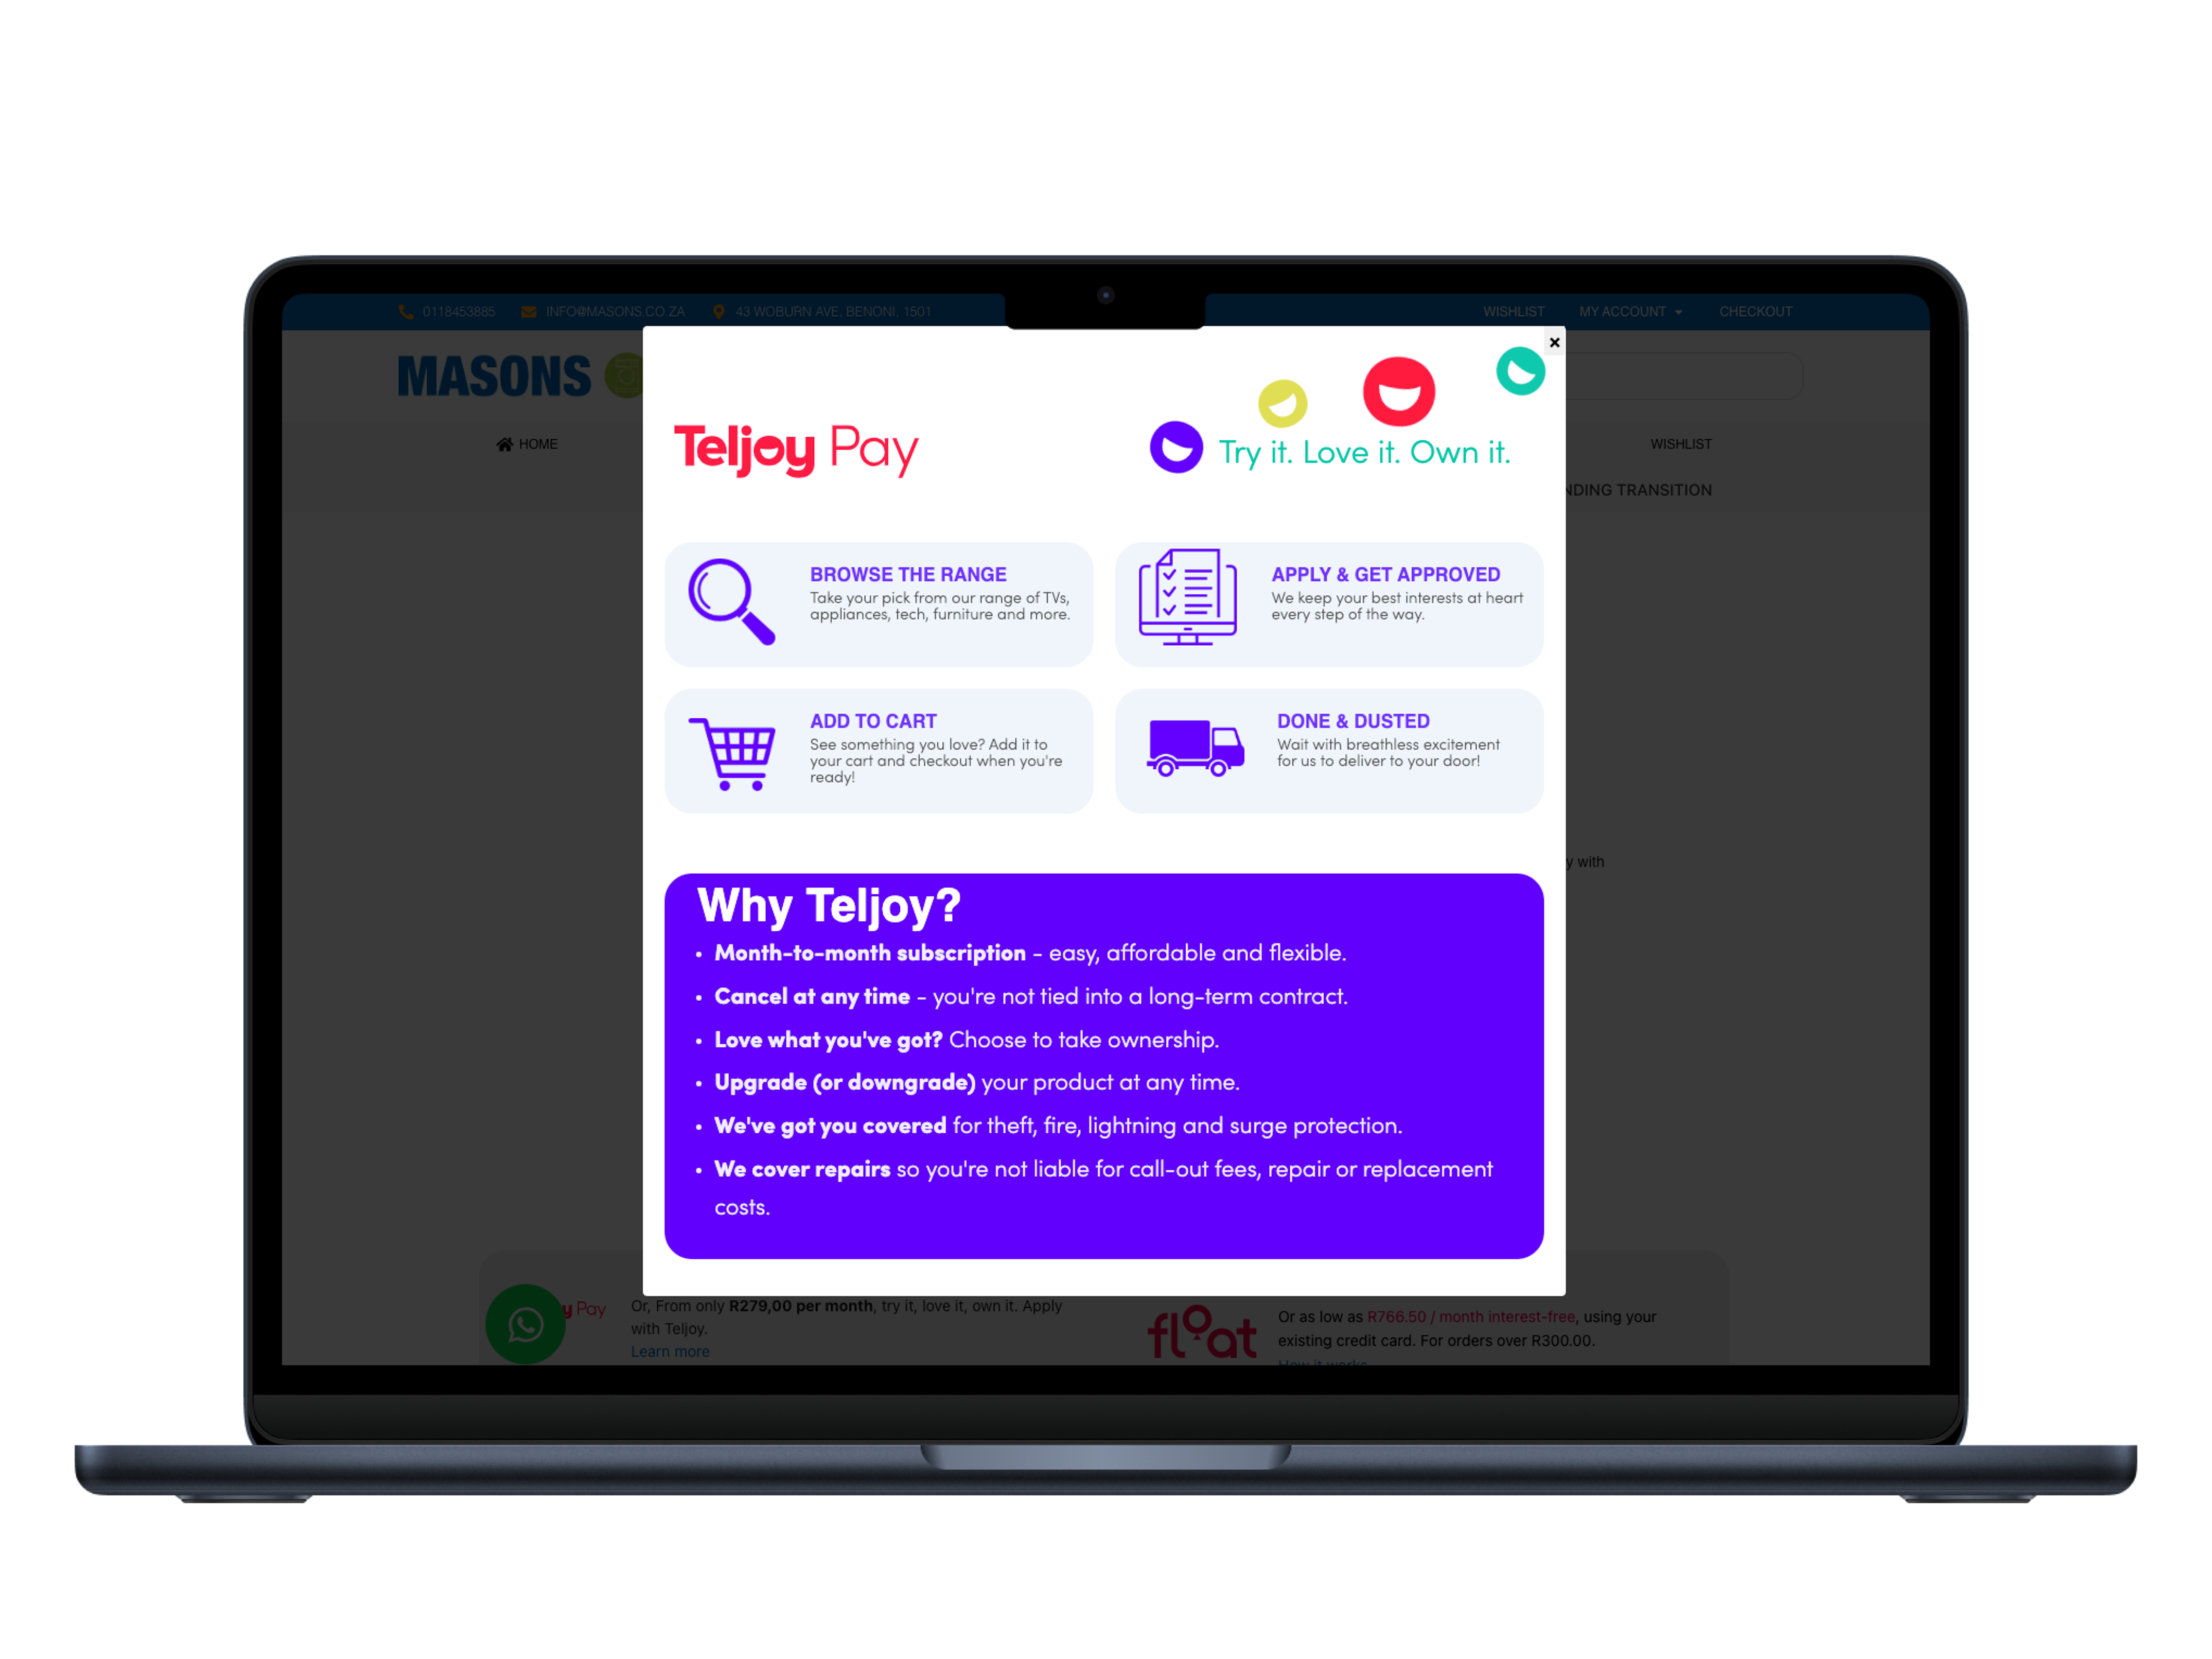 0118453885 INFO@MASONS.CO.ZA 43 WOBURN AVE, BENONI, 1501 WISHLIST MY ACCOUNT CHECKOUT
MASONS
HOME WISHLIST
TRANSITION
Teljoy Pay
Try it. Love it. Own it.
BROWSE THE RANGE
Take your pick from our range of TVs,
appliances, tech, furniture and more.
APPLY & GET APPROVED
We keep your best interests at heart
every step of the way.
ADD TO CART
See something you love? Add it to
your cart and checkout when you're
ready!
DONE & DUSTED
Wait with breathless excitement
for us to deliver to your door!
with
Why Teljoy?
• Month-to-month subscription - easy, affordable and flexible.
• Cancel at any time - you're not tied into a long-term contract.
• Love what you've got? Choose to take ownership.
• Upgrade (or downgrade) your product at any time.
• We've got you covered for theft, fire, lightning and surge protection.
• We cover repairs so you're not liable for call-out fees, repair or replacement
costs.
Pay
Or, From only R279,00 per month, try it, love it, own it. Apply
with Teljoy.
Learn more
float
Or as low as R766.50 / month interest-free, using your
existing credit card. For orders over R300.00.
How it works